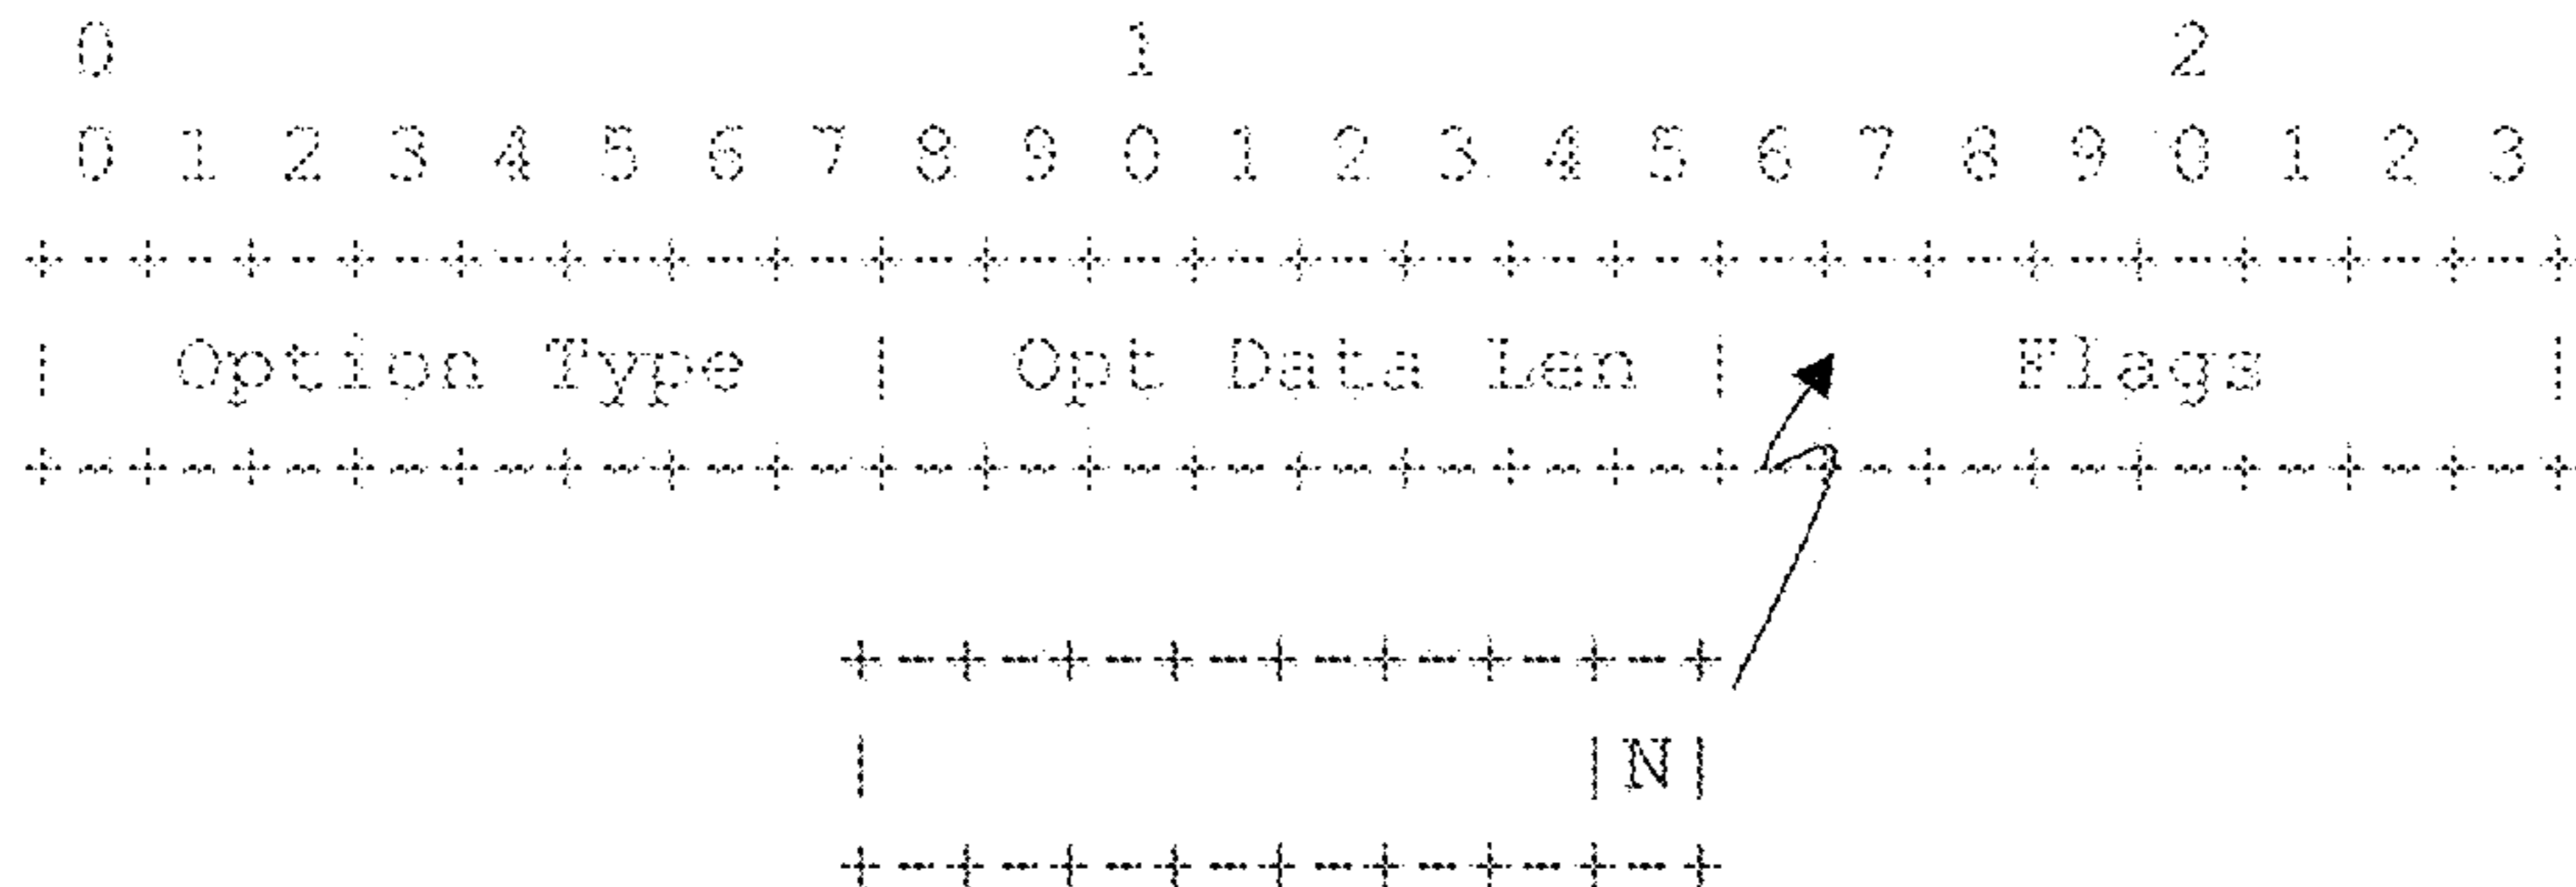 0 1 2
0 1 2 3 4 5 6 7 8 9 0 1 2 3 4 5 6 7 8 9 0 1 2 3
+-+-+-+-+-+-+-+-+-+-+-+-+-+-+-+-+-+-+-+-+-+-+-+-+
| Option Type | Opt Data Len | Flags |
+-+-+-+-+-+-+-+-+-+-+-+-+-+-+-+-+-+-+-+-+-+-+-+-+
+-+-+-+-+-+-+-+-+
| |N|
+-+-+-+-+-+-+-+-+